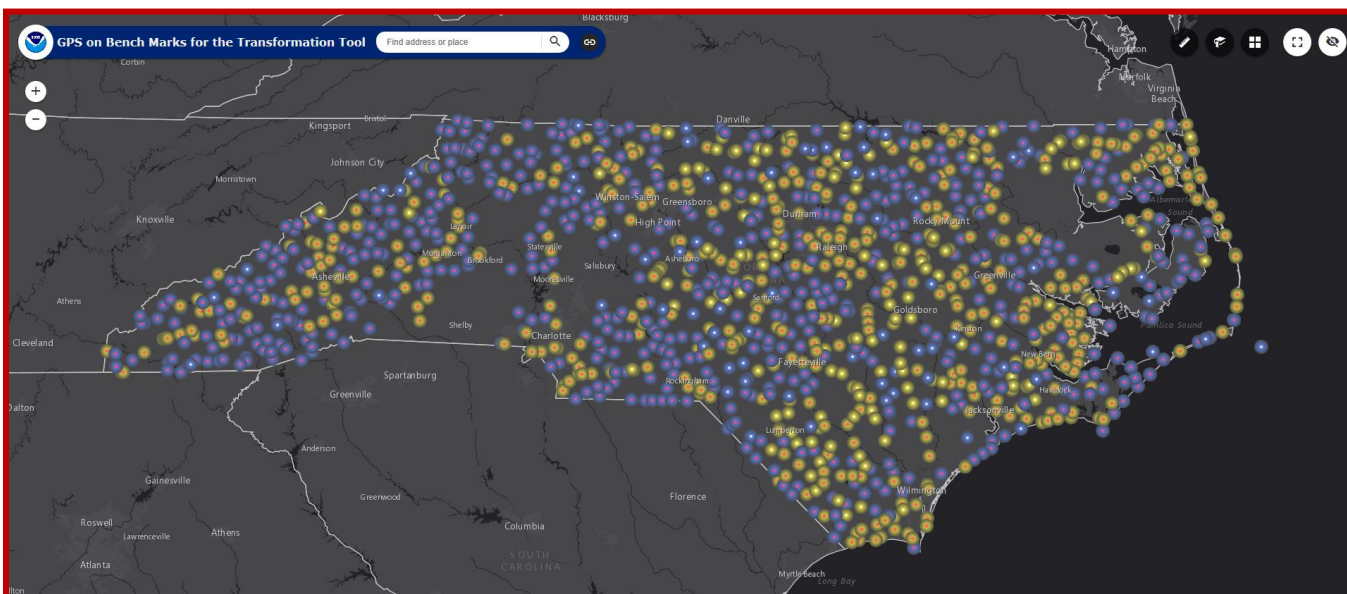 Blacksburg
GPS on Bench Marks for the Transformation Tool
Find address or place
Corbin
Hampton
Norfolk
Virginia
Beach
+
−
Kingsport
Bristol
Danville
Johnson City
Morristown
Winston-Salem
Greensboro
Albemarle
Sound
Knoxville
Durham
High Point
Rocky Mount
Lenoir
Statesville
Raleigh
Morganton
Brookford
Salisbury
Asheboro
Asheville
Mooresville
Greenville
Athens
Sanford
Goldsboro
Shelby
Kinston
Pamlico Sound
Cleveland
Charlotte
New Bern
Fayetteville
Spartanburg
Rockingham
Greenville
Havelock
Dalton
Jacksonville
Lumberton
Anderson
Gainesville
Wilmington
Greenwood
Florence
Roswell
Columbia
Lawrenceville
Athens
SOUTH
CAROLINA
Atlanta
Myrtle Beach
Long Bay